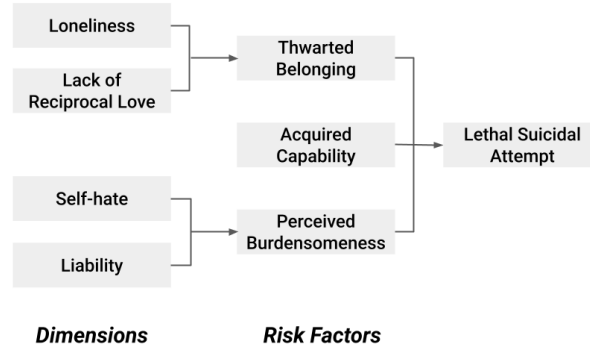 Loneliness
Lack of
Reciprocal Love
Thwarted
Belonging
Acquired
Capability
Lethal Suicidal
Attempt
Self-hate
Liability
Perceived
Burdensomeness
Dimensions
Risk Factors